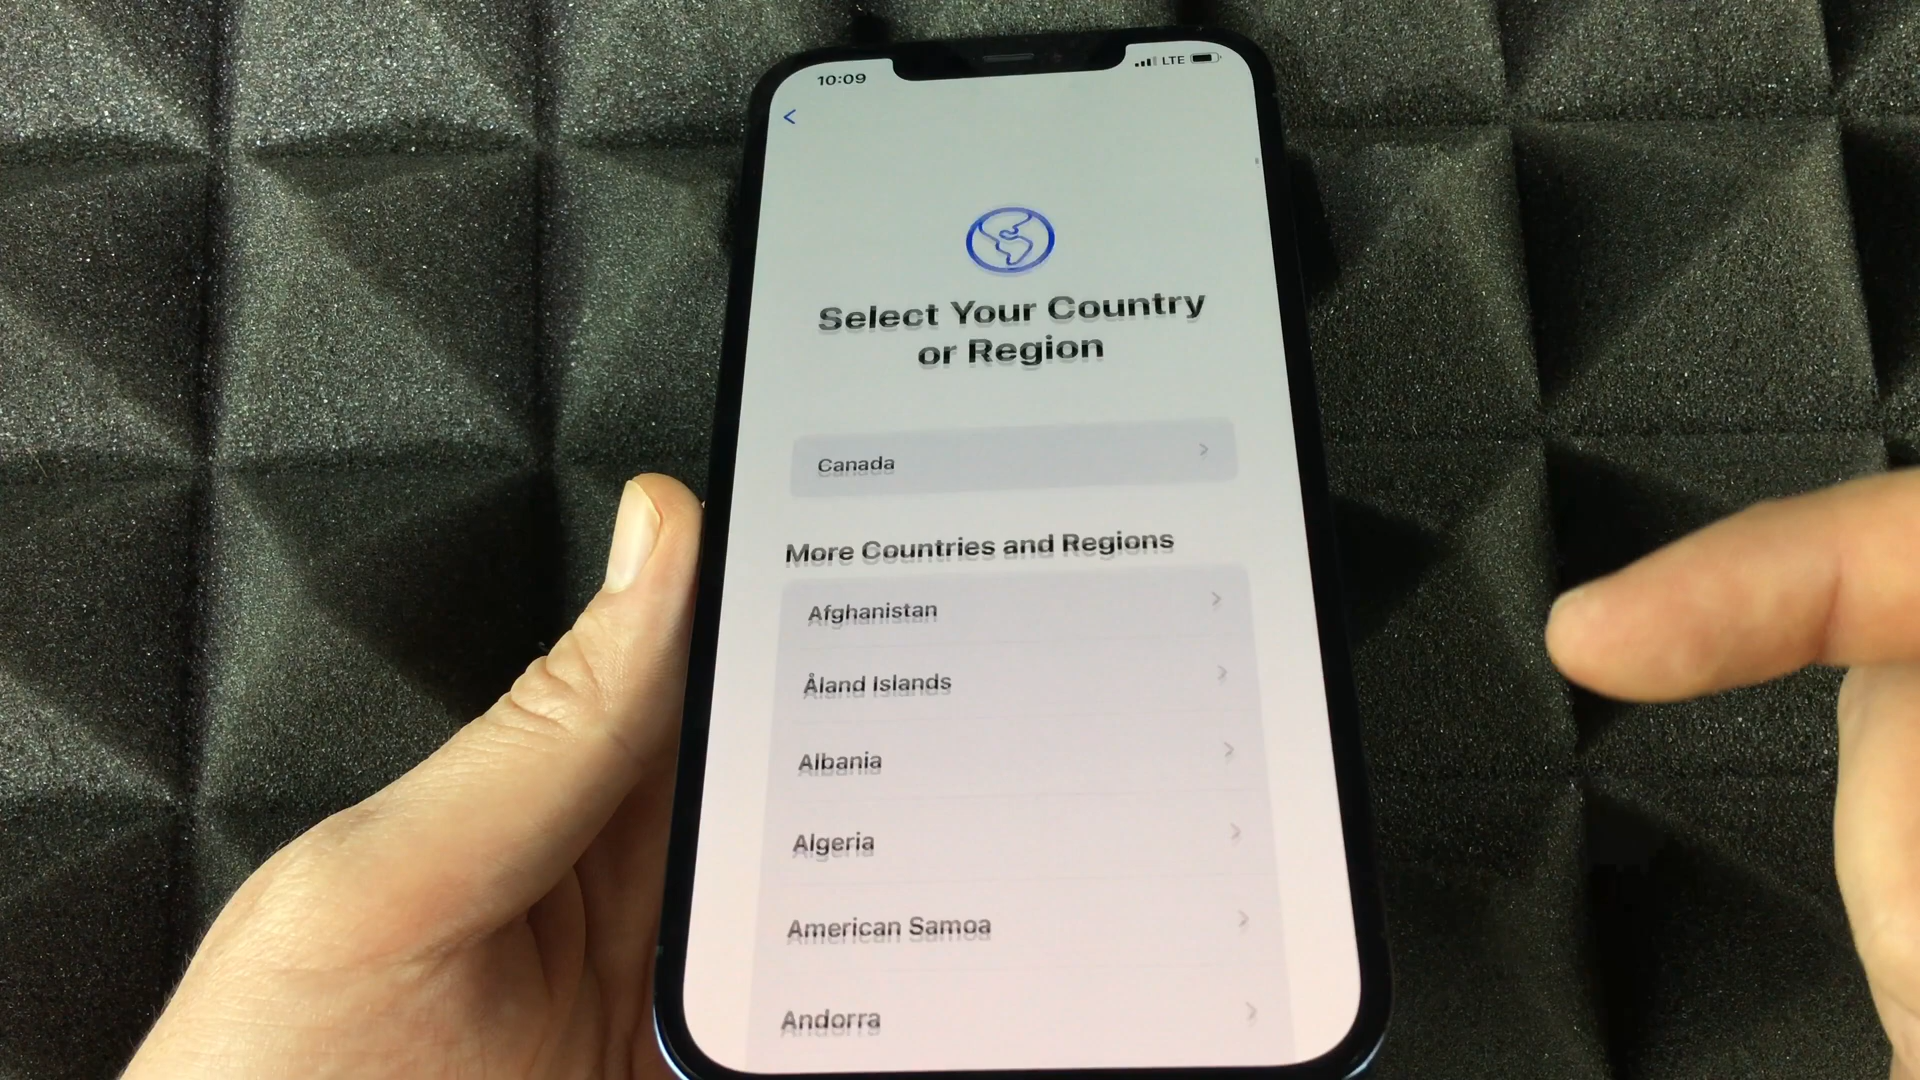 10:09
LTE
Select Your Country
or Region
Canada
More Countries and Regions
Afghanistan
Åland Islands
Albania
Algeria
American Samoa
Andorra